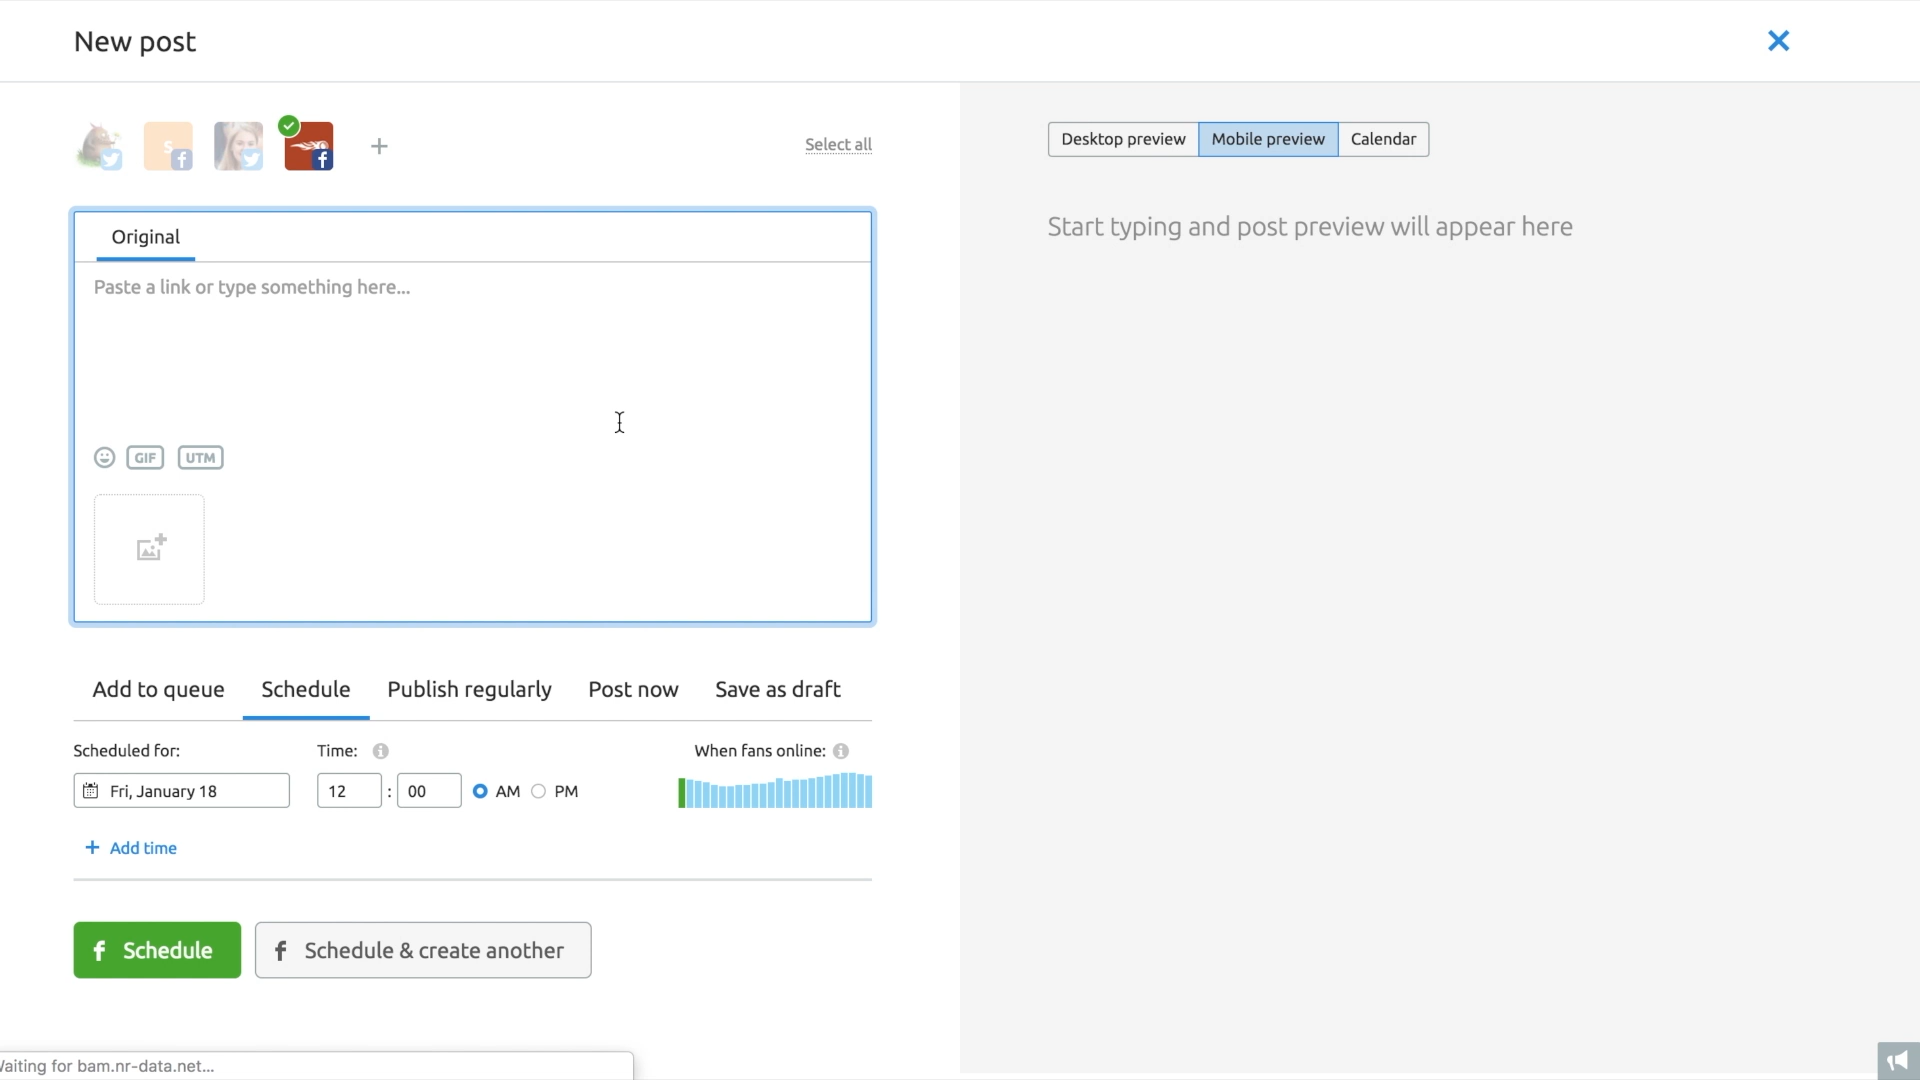 New post
S
Select all
Desktop preview Mobile preview Calendar
Start typing and post preview will appear here
Original
Paste a link or type something here...
GIF UTM
Add to queue Schedule Publish regularly Post now Save as draft
Scheduled for: Time: When fans online:
Fri, January 18 12 : 00 AM PM
+ Add time
f Schedule f Schedule & create another
Waiting for bam.nr-data.net...